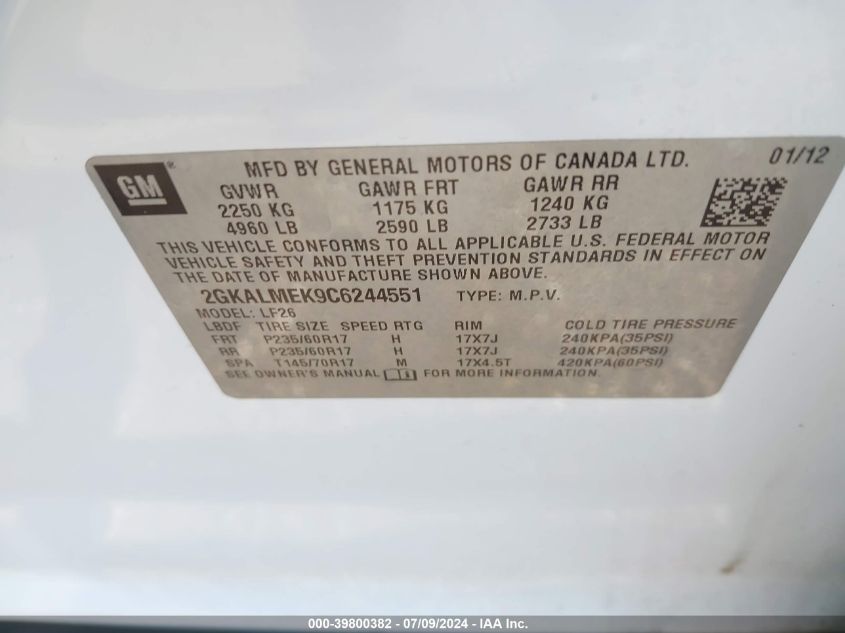 GM ® MFD BY GENERAL MOTORS OF CANADA LTD. 01/12
GVWR GAWR FRT GAWR RR
2250 KG 1175 KG 1240 KG
4960 LB 2590 LB 2733 LB
THIS VEHICLE CONFORMS TO ALL APPLICABLE U.S. FEDERAL MOTOR
VEHICLE SAFETY AND THEFT PREVENTION STANDARDS IN EFFECT ON
THE DATE OF MANUFACTURE SHOWN ABOVE.
2GKALMEK9C6244551 TYPE: M.P.V.
MODEL: LF26
LBDF TIRE SIZE SPEED RTG RIM COLD TIRE PRESSURE
FRT P235/60R17 H 17X7J 240KPA(35PSI)
RR P235/60R17 H 17X7J 240KPA(35PSI)
SPA T145/70R17 M 17X4.5T 420KPA(60PSI)
SEE OWNER'S MANUAL FOR MORE INFORMATION.
000-39800382 - 07/09/2024 - IAA Inc.